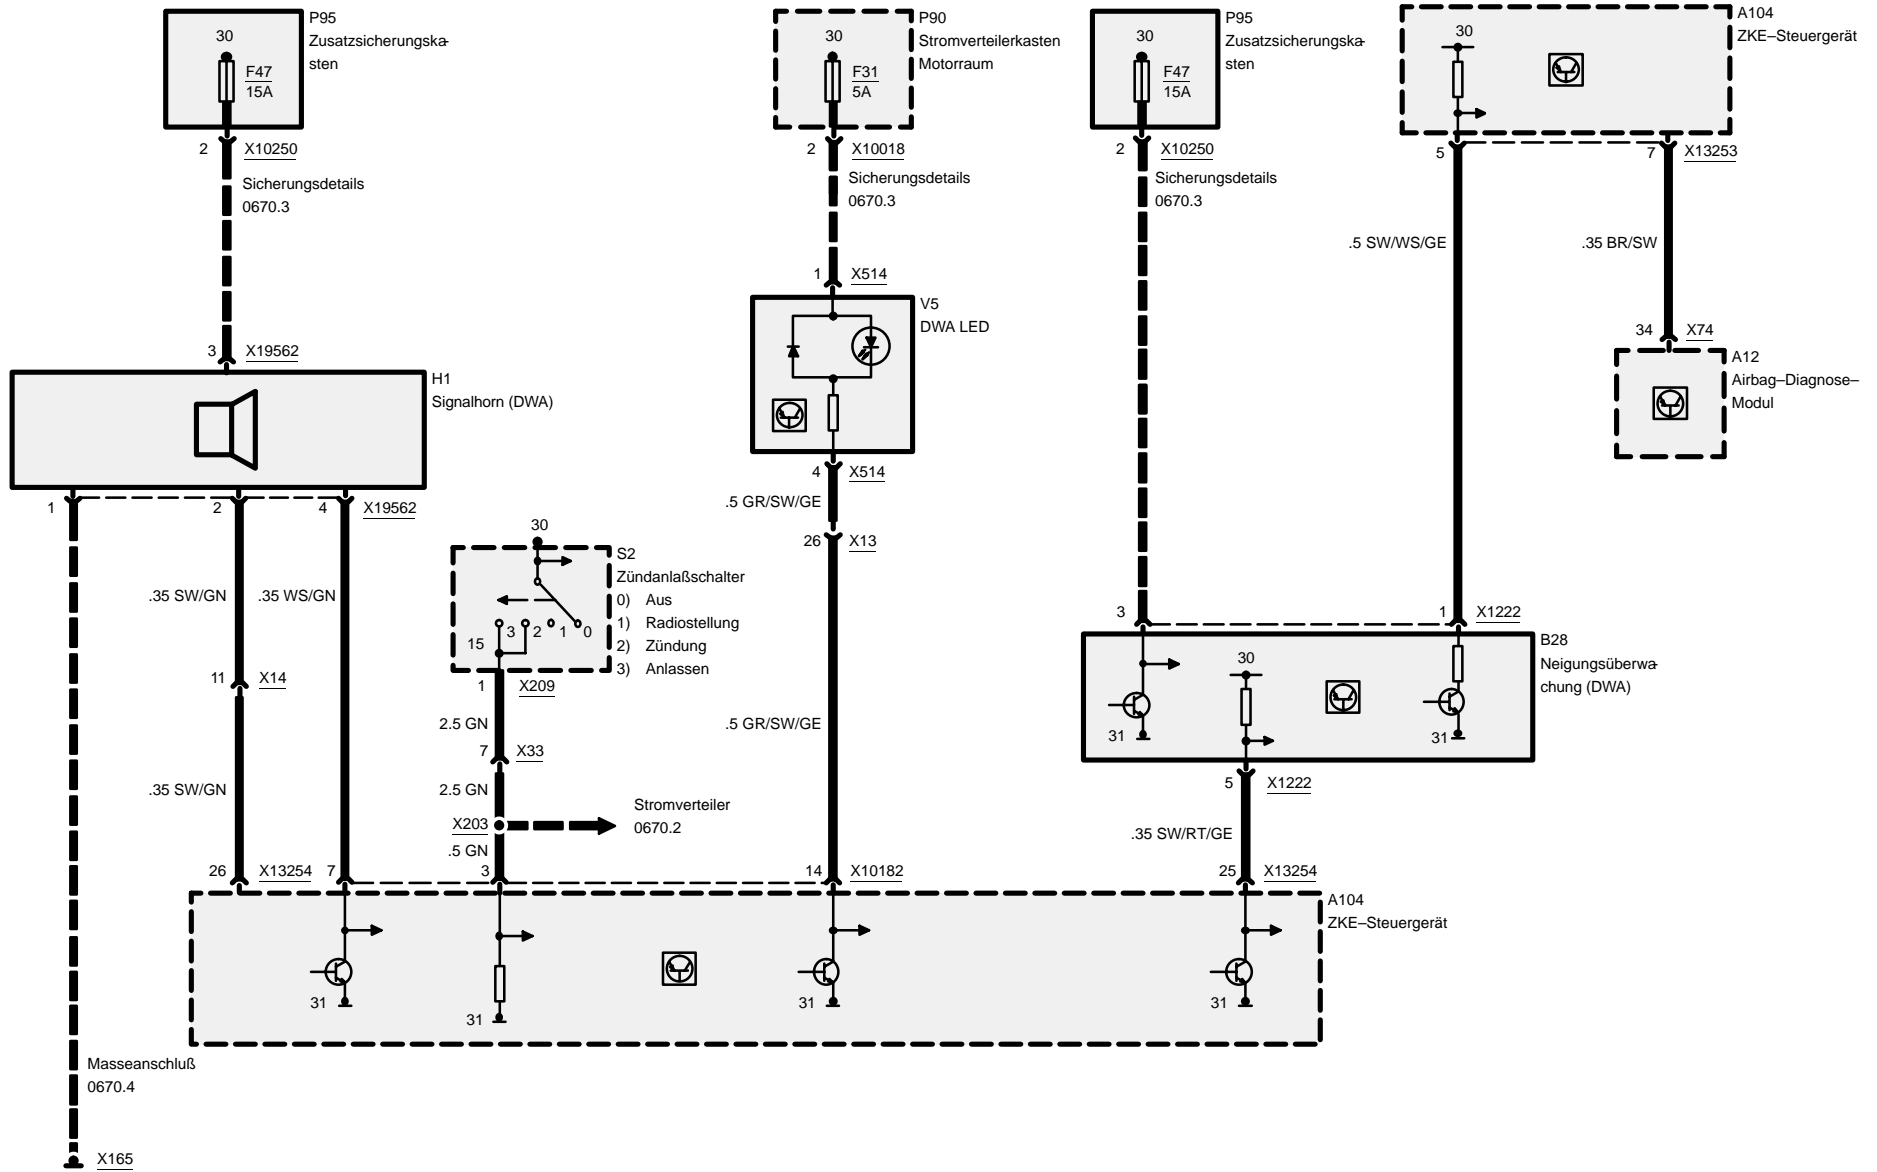 P95
Zusatzsicherungska-
sten
30
F47
15A
2
X10250
Sicherungsdetails
0670.3
3
X19562
H1
Signalhorn (DWA)
1
2
4
X19562
.35 SW/GN
.35 WS/GN
11
X14
.35 SW/GN
26
X13254
7
Masseanschluß
0670.4
X165
30
S2
Zündanlaßschalter
0) Aus
1) Radiostellung
2) Zündung
3) Anlassen
3
2
1
0
15
1
X209
2.5 GN
7
X33
2.5 GN
X203
Stromverteiler
0670.2
.5 GN
3
P90
Stromverteilerkasten
Motorraum
30
F31
5A
2
X10018
Sicherungsdetails
0670.3
1
X514
V5
DWA LED
4
X514
.5 GR/SW/GE
26
X13
.5 GR/SW/GE
14
X10182
P95
Zusatzsicherungska-
sten
30
F47
15A
2
X10250
Sicherungsdetails
0670.3
3
A104
ZKE–Steuergerät
30
5
7
X13253
.5 SW/WS/GE
.35 BR/SW
34
X74
A12
Airbag–Diagnose–
Modul
1
X1222
B28
Neigungsüberwa-
chung (DWA)
30
31
31
5
X1222
.35 SW/RT/GE
25
X13254
A104
ZKE–Steuergerät
31
31
31
31